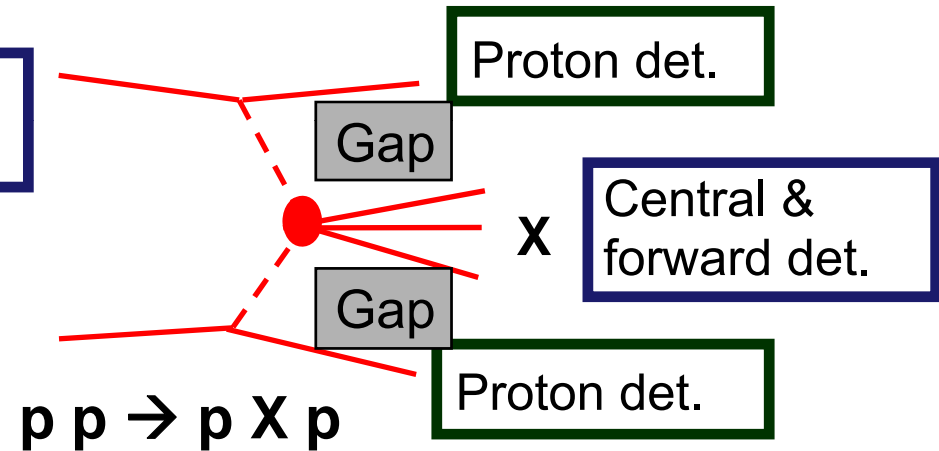 Proton det.
Gap
Central &
forward det.
X
Gap
Proton det.
p p → p X p